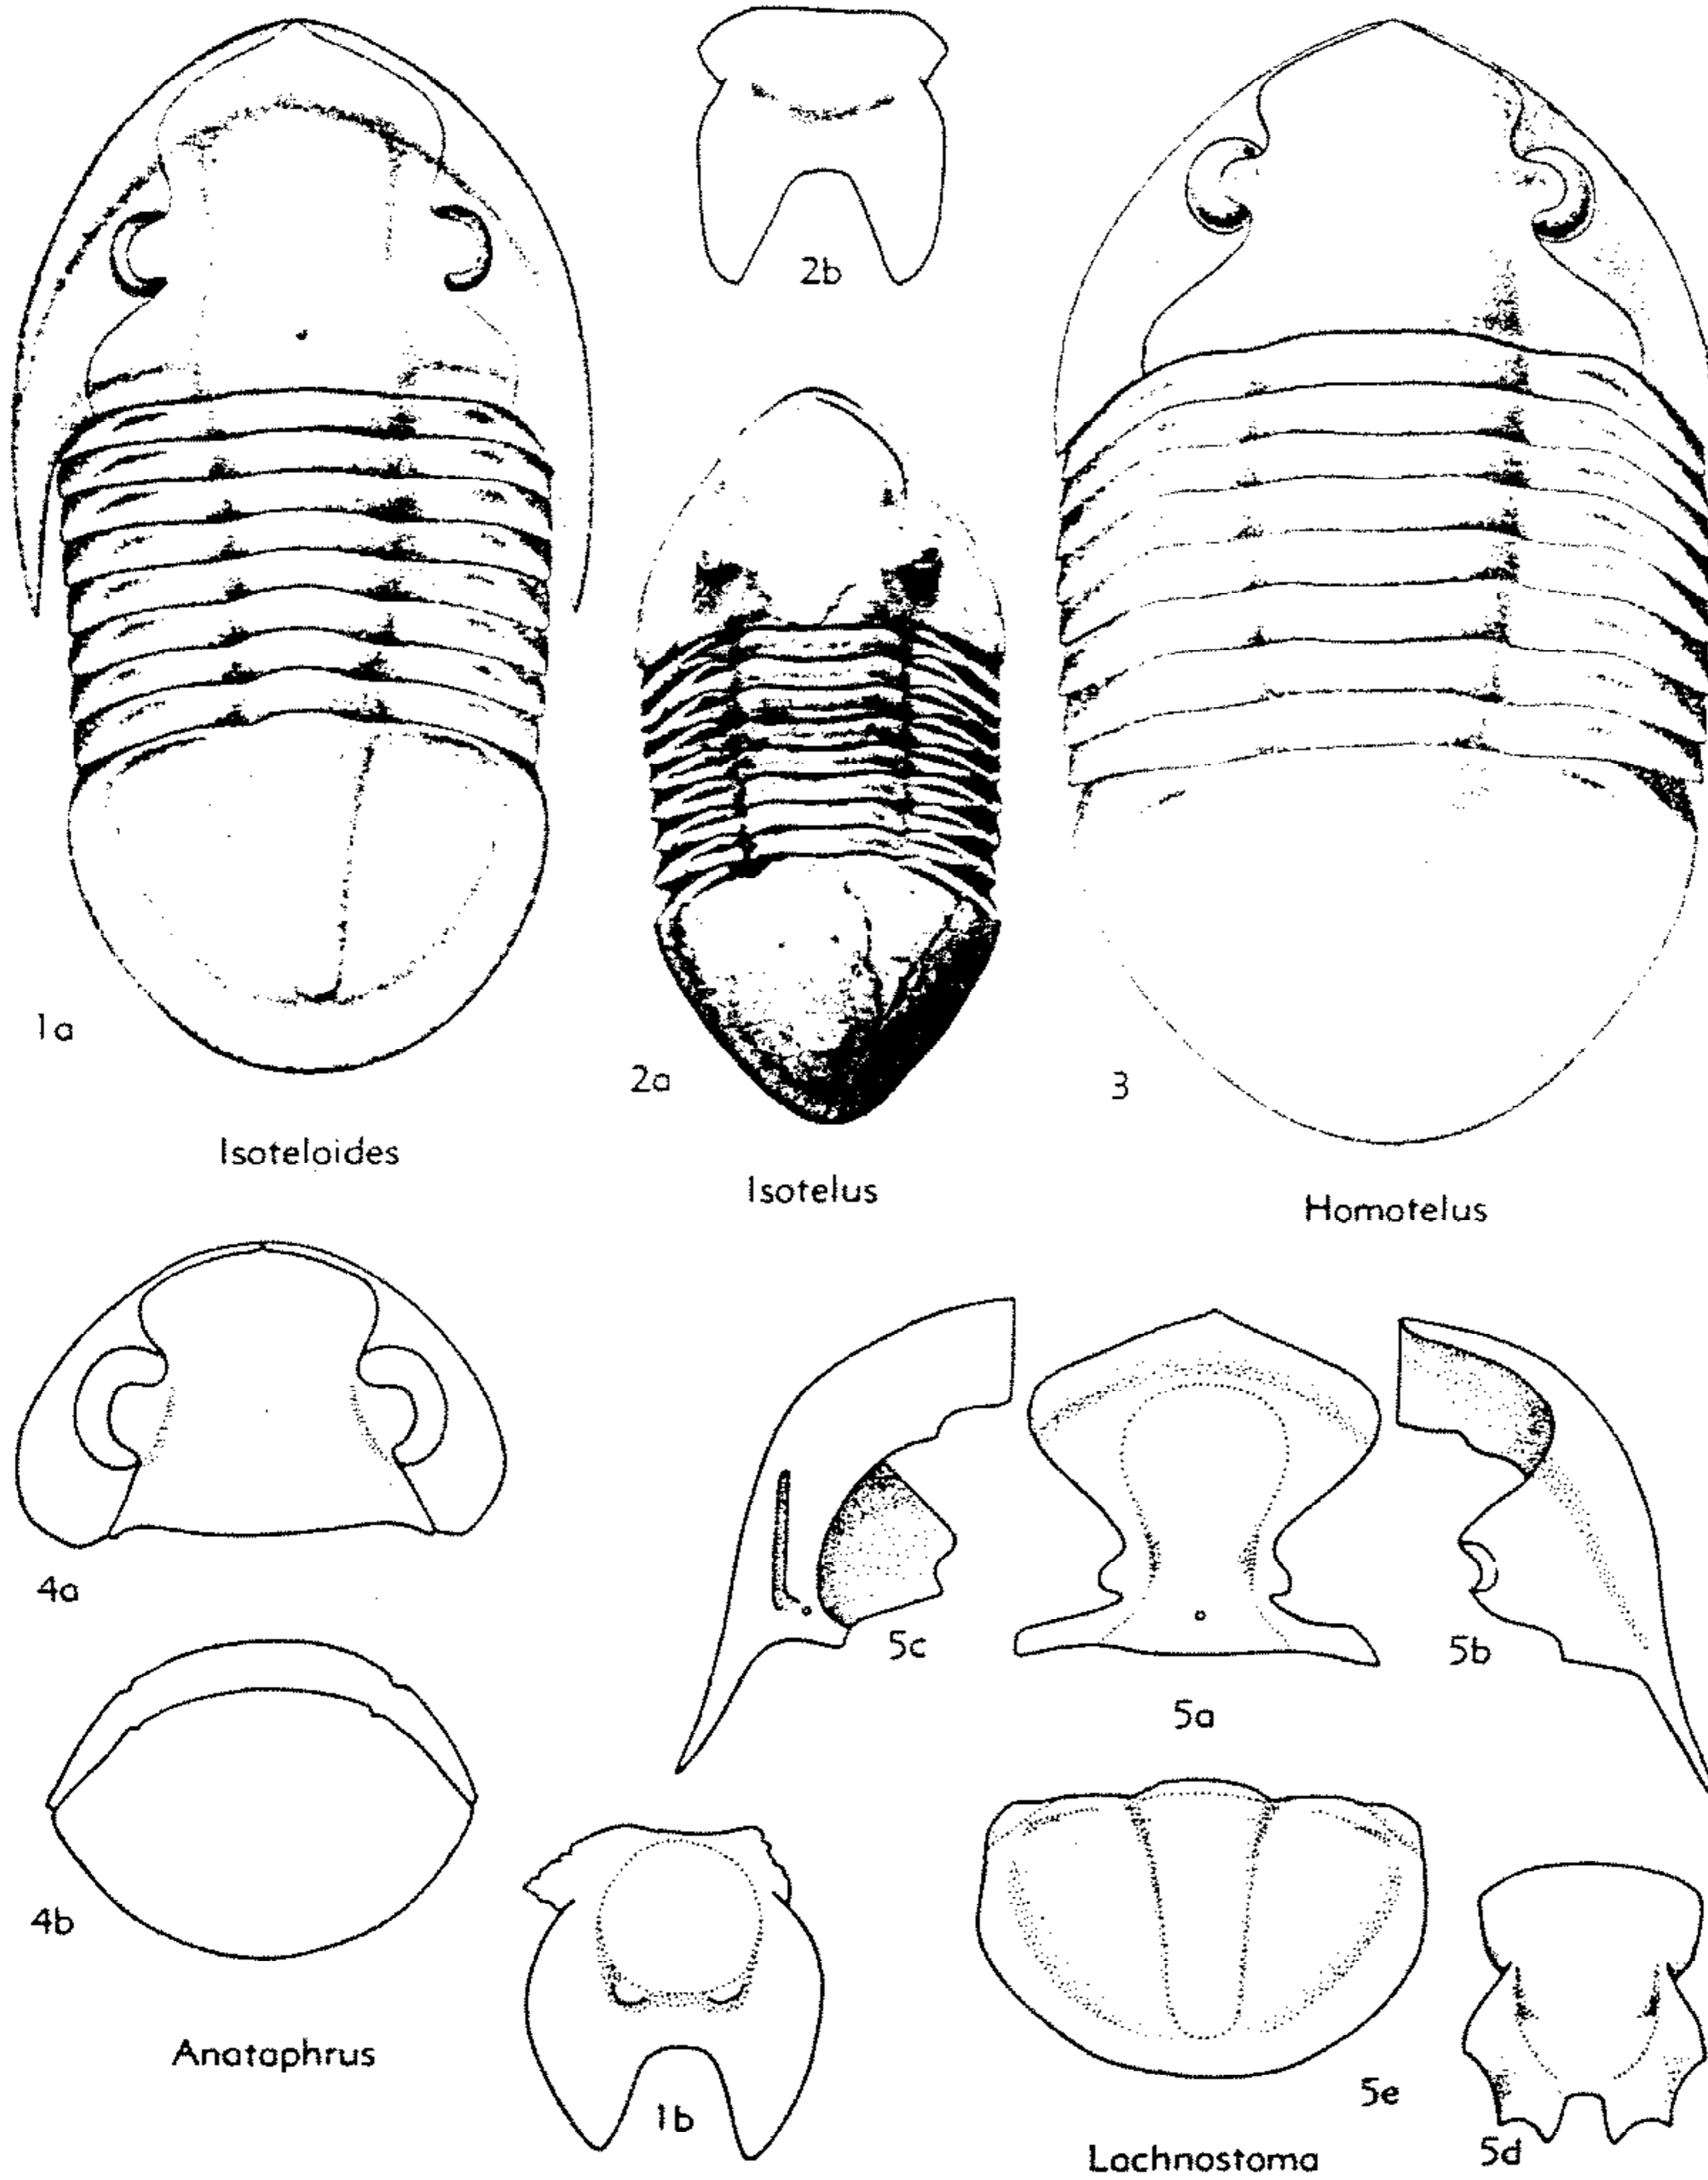 2b
1a
2a
3
Isoteloides
Isotelus
Homotelus
4a
5c
5b
5a
4b
Anataphrus
1b
5e
5d
Lachnostoma